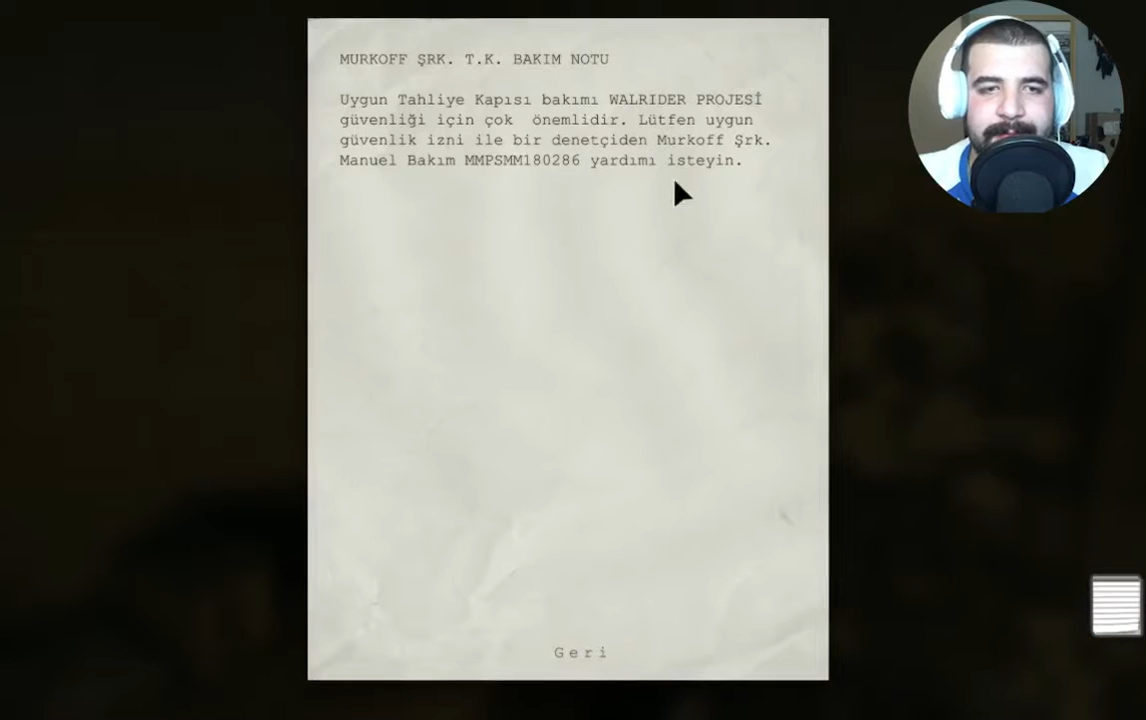 MURKOFF ŞRK. T.K. BAKIM NOTU
Uygun Tahliye Kapısı bakımı WALRIDER PROJESİ
güvenliği için çok  önemlidir. Lütfen uygun
güvenlik izni ile bir denetçiden Murkoff Şrk.
Manuel Bakım MMPSMM180286 yardımı isteyin.
Geri